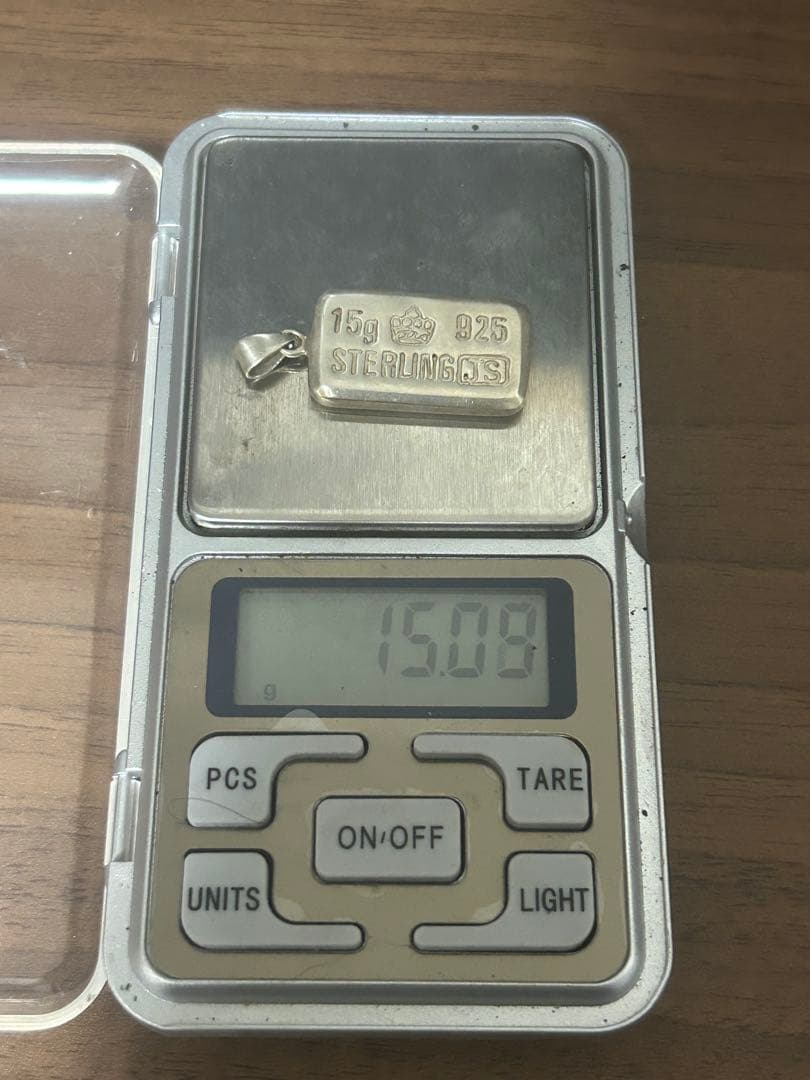 15g 925
STERLING JS
15.08
g
PCS TARE
ON/OFF
UNITS LIGHT